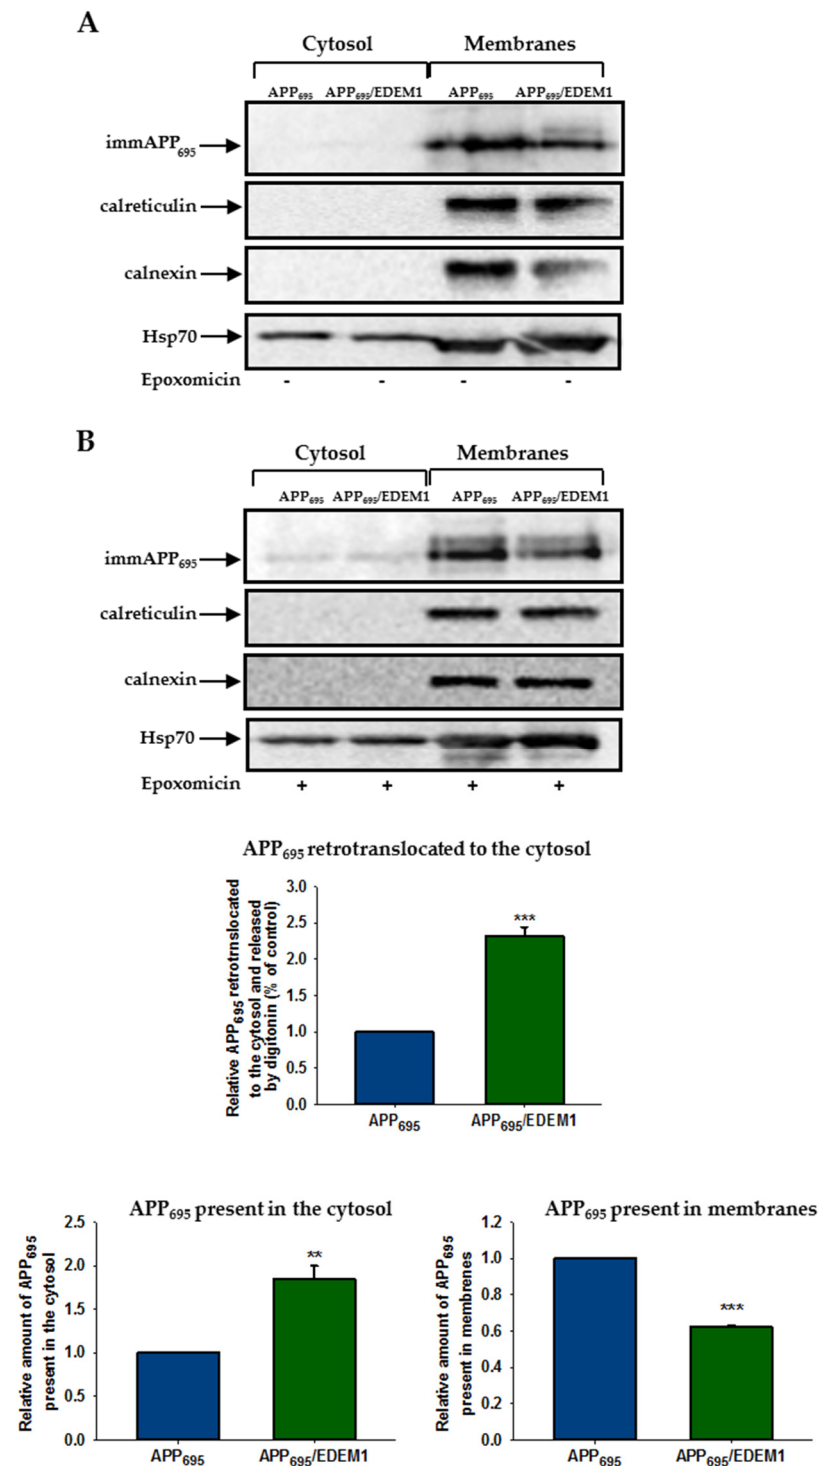 A
Cytosol Membranes
APP695 APP695/EDEM1 APP695 APP695/EDEM1
immAPP695
calreticulin
calnexin
Hsp70
Epoxomicin - - - -
B
Cytosol Membranes
APP695 APP695/EDEM1 APP695 APP695/EDEM1
immAPP695
calreticulin
calnexin
Hsp70
Epoxomicin + + + +
APP695 retrotranslocated to the cytosol
Relative APP695 retrotrnslocated
to the cytosol and released
by digitonin (% of control)
3.0
2.5
2.0
1.5
1.0
0.5
0.0
***
APP695 APP695/EDEM1
APP695 present in the cytosol
Relative amount of APP695
present in the cytosol
2.5
2.0
1.5
1.0
0.5
0.0
**
APP695 APP695/EDEM1
APP695 present in membranes
Relative amount of APP695
present in membrenes
1.2
1.0
0.8
0.6
0.4
0.2
0.0
***
APP695 APP695/EDEM1